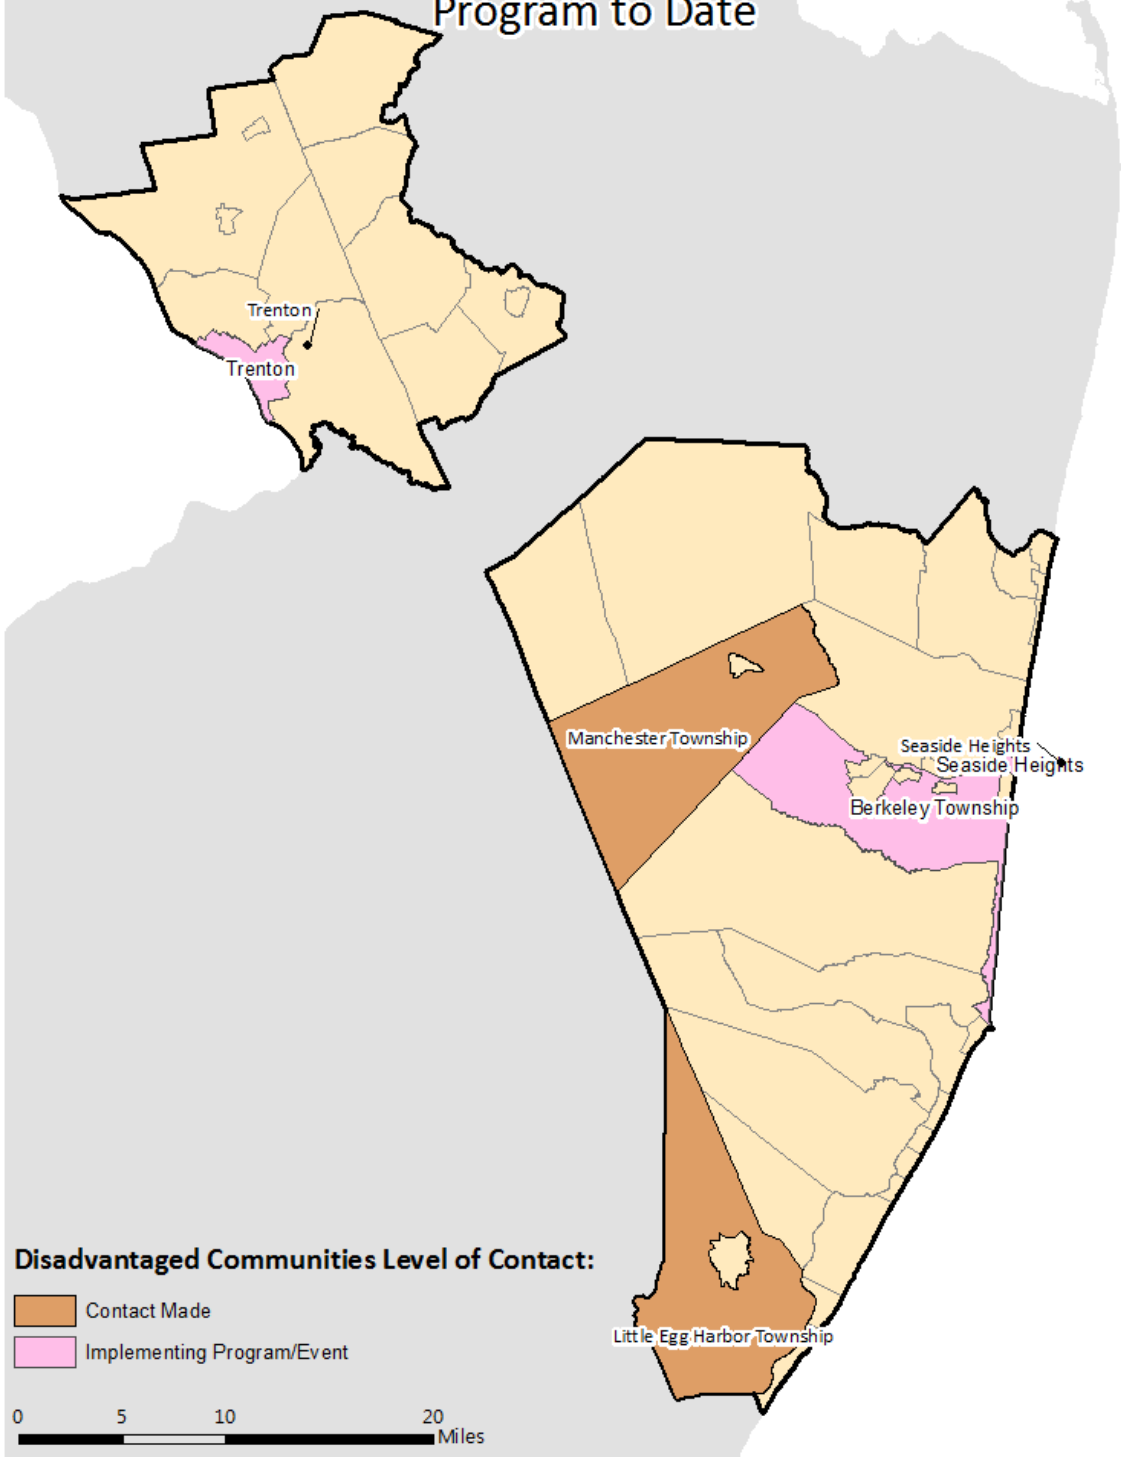 Program to Date
Trenton
Trenton
Manchester Township
Seaside Heights
Seaside Heights
Berkeley Township
Little Egg Harbor Township
Disadvantaged Communities Level of Contact:
Contact Made
Implementing Program/Event
0 5 10 20
Miles